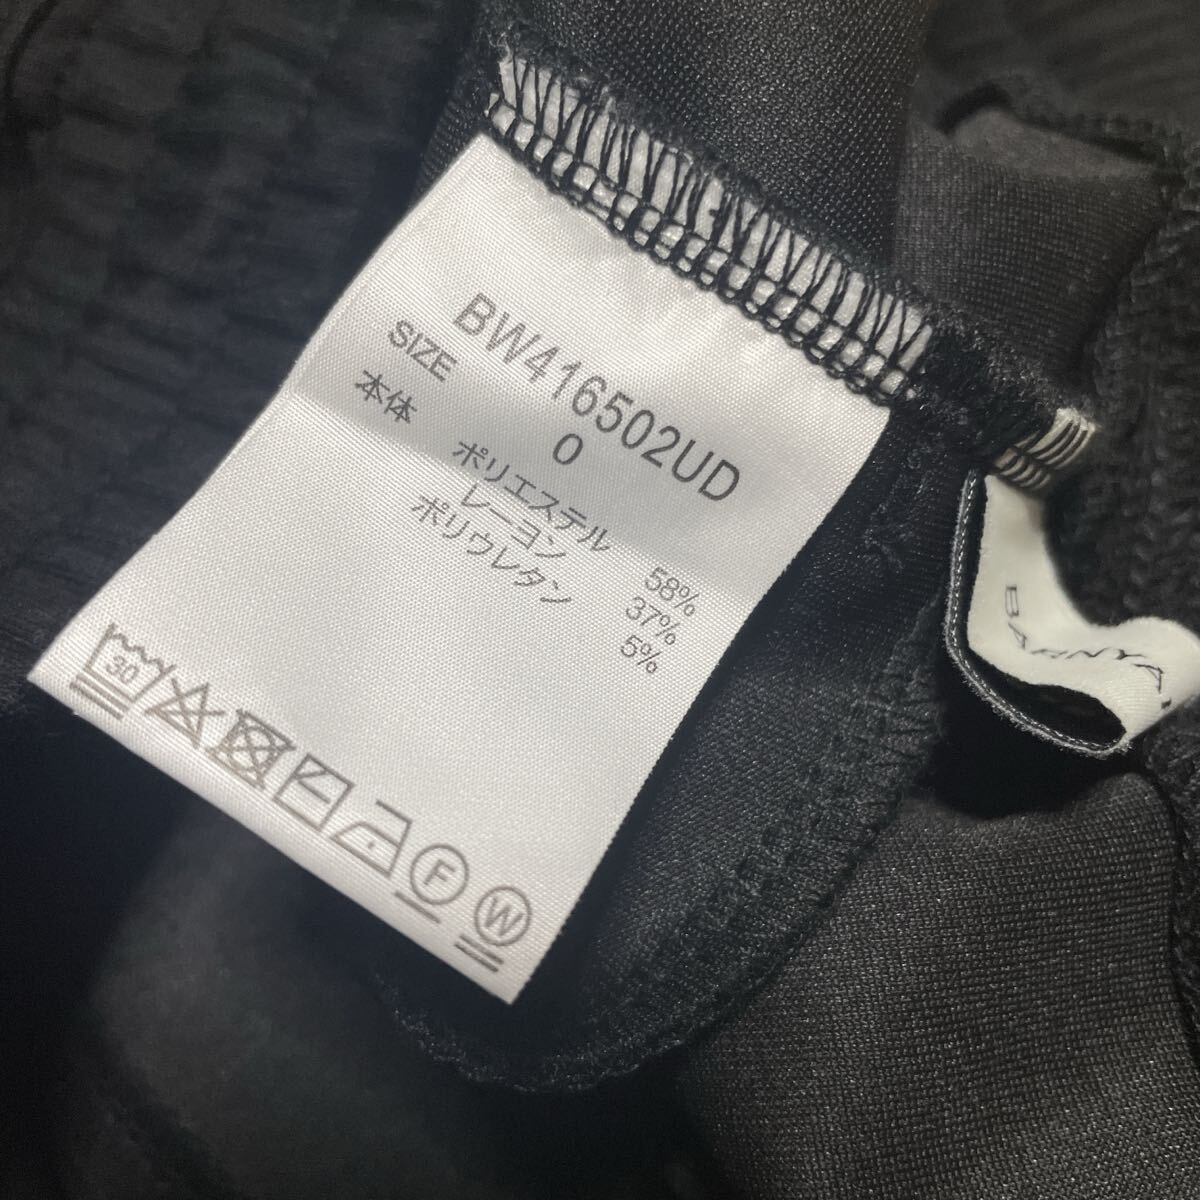 BW416502UD
SIZE 0
本体 ポリエステル 58%
レーヨン 37%
ポリウレタン 5%
30
F
W